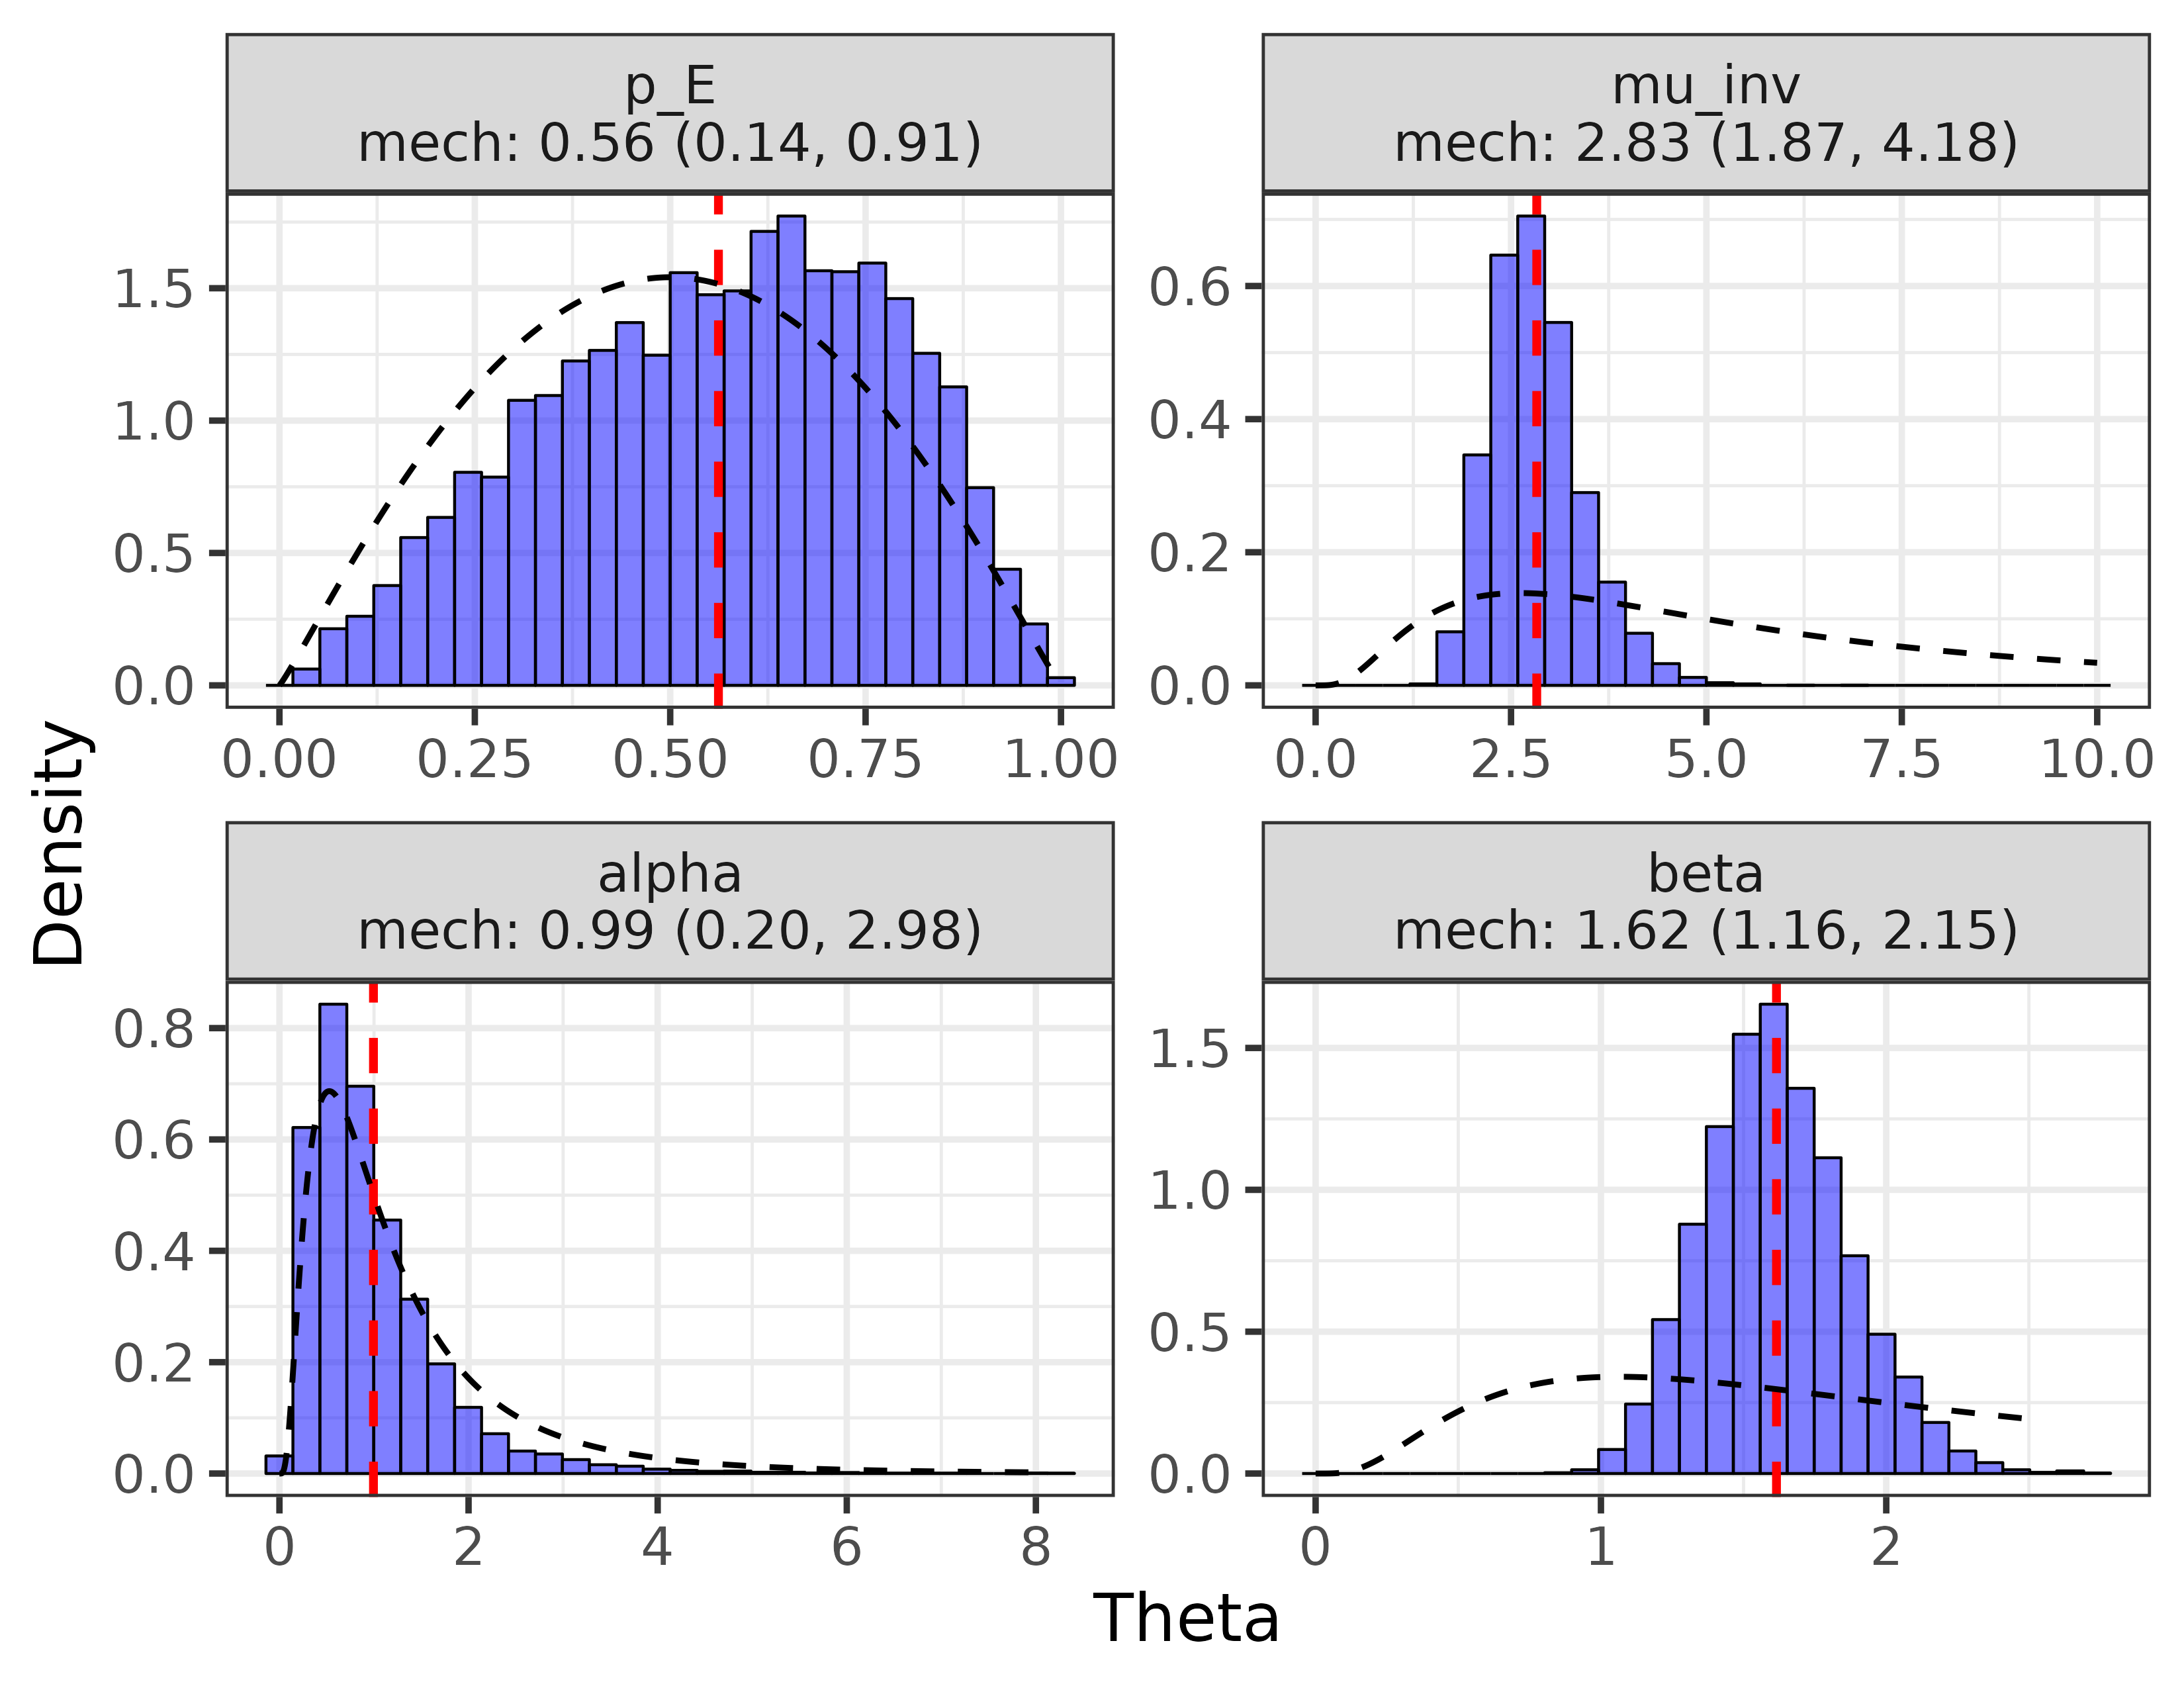 p_E
mech: 0.56 (0.14, 0.91)
mu_inv
mech: 2.83 (1.87, 4.18)
1.5
1.0
0.5
0.0
0.00 0.25 0.50 0.75 1.00
0.6
0.4
0.2
0.0
0.0 2.5 5.0 7.5 10.0
Density
alpha
mech: 0.99 (0.20, 2.98)
beta
mech: 1.62 (1.16, 2.15)
0.8
0.6
0.4
0.2
0.0
0 2 4 6 8
1.5
1.0
0.5
0.0
0 1 2
Theta